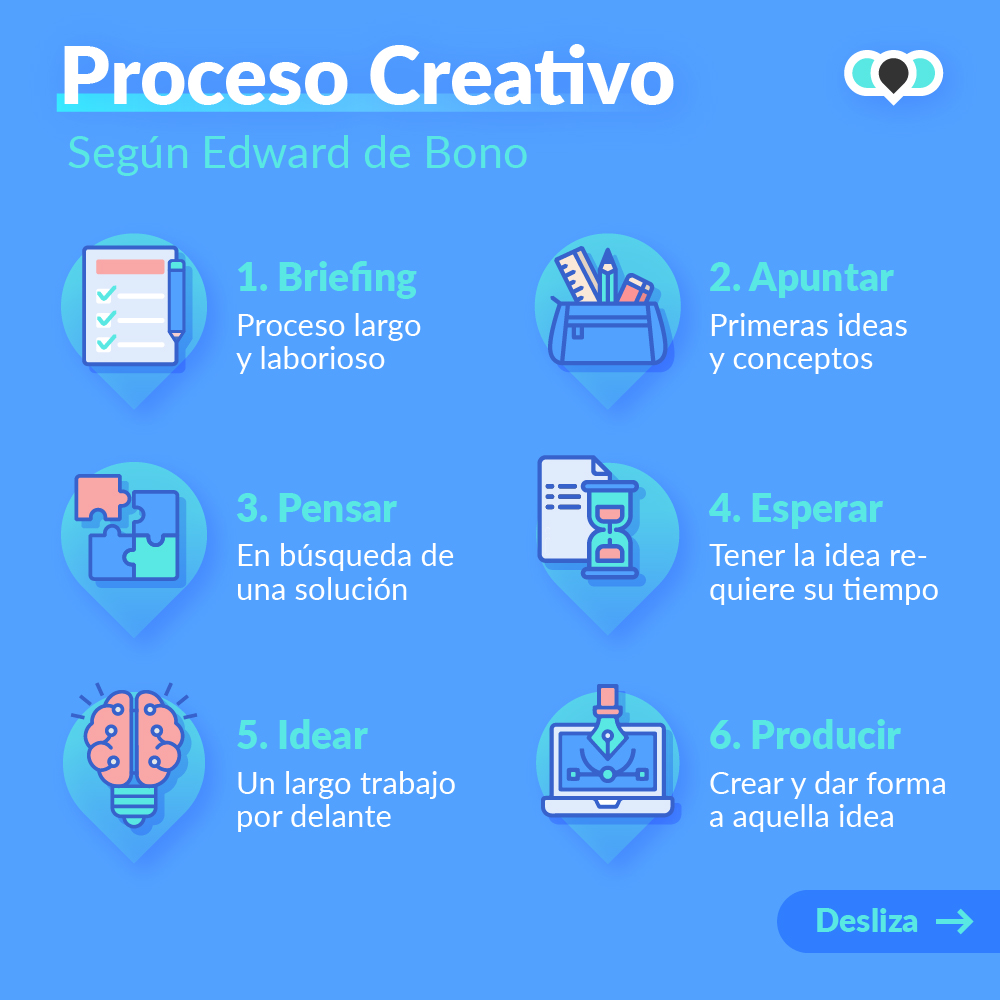 Proceso Creativo
Según Edward de Bono
1. Briefing
Proceso largo
y laborioso
2. Apuntar
Primeras ideas
y conceptos
3. Pensar
En búsqueda de
una solución
4. Esperar
Tener la idea re-
quiere su tiempo
5. Idear
Un largo trabajo
por delante
6. Producir
Crear y dar forma
a aquella idea
Desliza